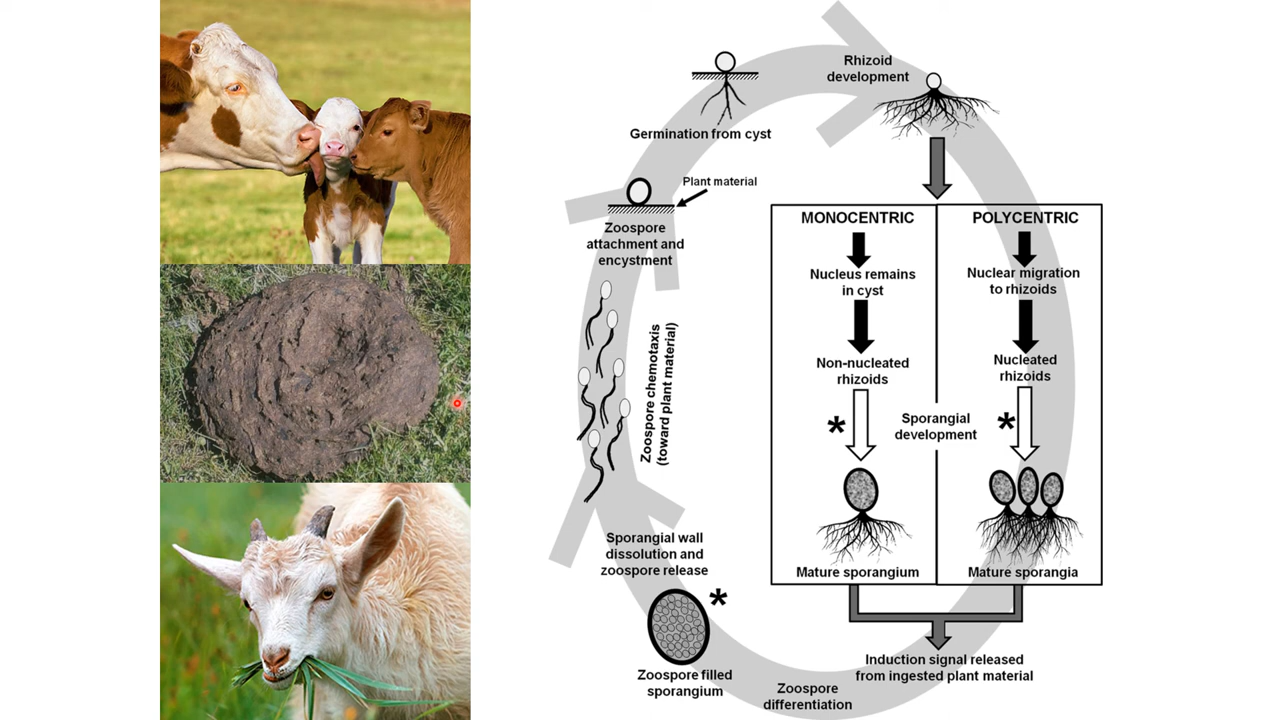 Rhizoid
development
Germination from cyst
Plant material
Zoospore
attachment and
encystment
Zoospore chemotaxis
(toward plant material)
Sporangial wall
dissolution and
zoospore release
*
Zoospore filled
sporangium
Zoospore
differentiation
MONOCENTRIC
Nucleus remains
in cyst
Non-nucleated
rhizoids
*
Sporangial
development
Mature sporangium
POLYCENTRIC
Nuclear migration
to rhizoids
Nucleated
rhizoids
*
Mature sporangia
Induction signal released
from ingested plant material